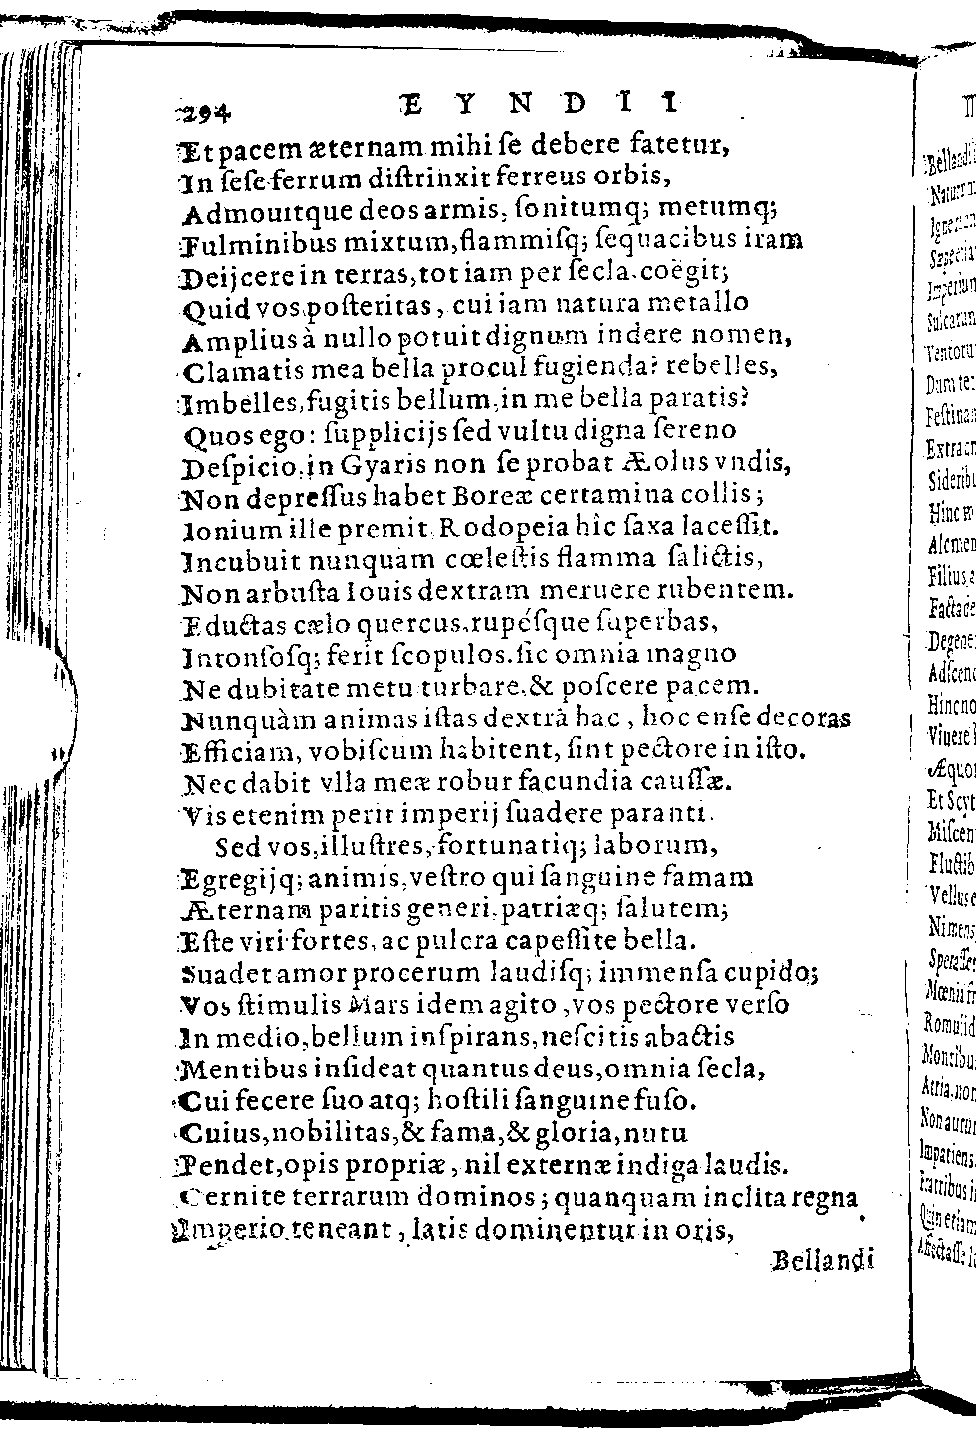 294 EYNDII
Et pacem æternam mihi ſe debere fatetur,
In ſeſe ferrum diſtrinxit ferreus orbis,
Admouitque deos armis, ſonitumq; metumq;
Fulminibus mixtum, flammiſq; ſequacibus iram
Deijcere in terras, tot iam per ſecla coëgit;
Quid vos poſteritas, cui iam natura metallo
Amplius à nullo potuit dignum indere nomen,
Clamatis mea bella procul fugienda? rebelles,
Imbelles, fugitis bellum, in me bella paratis?
Quos ego: ſupplicijs ſed vultu digna ſereno
Deſpicio, in Gyaris non ſe probat Æolus vndis,
Non depreſſus habet Boreæ certamina collis;
Ionium ille premit, Rodopeia hîc ſaxa laceſſit.
Incubuit nunquàm cœleſtis flamma ſalictis,
Non arbuſta Iouis dextram meruere rubentem.
Eductas cælo quercus, rupéſque ſuperbas,
Intonſoſq; ferit ſcopulos. ſic omnia magno
Ne dubitate metu turbare, & poſcere pacem.
Nunquàm animas iſtas dextrâ hac, hoc enſe decoras
Efficiam, vobiſcum habitent, ſint pectore in iſto.
Nec dabit vlla meæ robur facundia cauſſæ.
Vis etenim perit imperij ſuadere paranti.
Sed vos, illuſtres, fortunatiq; laborum,
Egregijq; animis, veſtro qui ſanguine famam
Æternam paritis generi, patriæq; ſalutem;
Eſte viri fortes, ac pulcra capeſſite bella.
Suadet amor procerum laudiſq; immenſa cupido;
Vos ſtimulis Mars idem agito, vos pectore verſo
In medio, bellum inſpirans, neſcitis abactis
Mentibus inſideat quantus deus, omnia ſecla,
Cui fecere ſuo atq; hoſtili ſanguine fuſo.
Cuius, nobilitas, & fama, & gloria, nutu
Pendet, opis propriæ, nil externæ indiga laudis.
Cernite terrarum dominos; quanquam inclita regna
Imperio teneant, latis dominentur in oris,
Bellandi